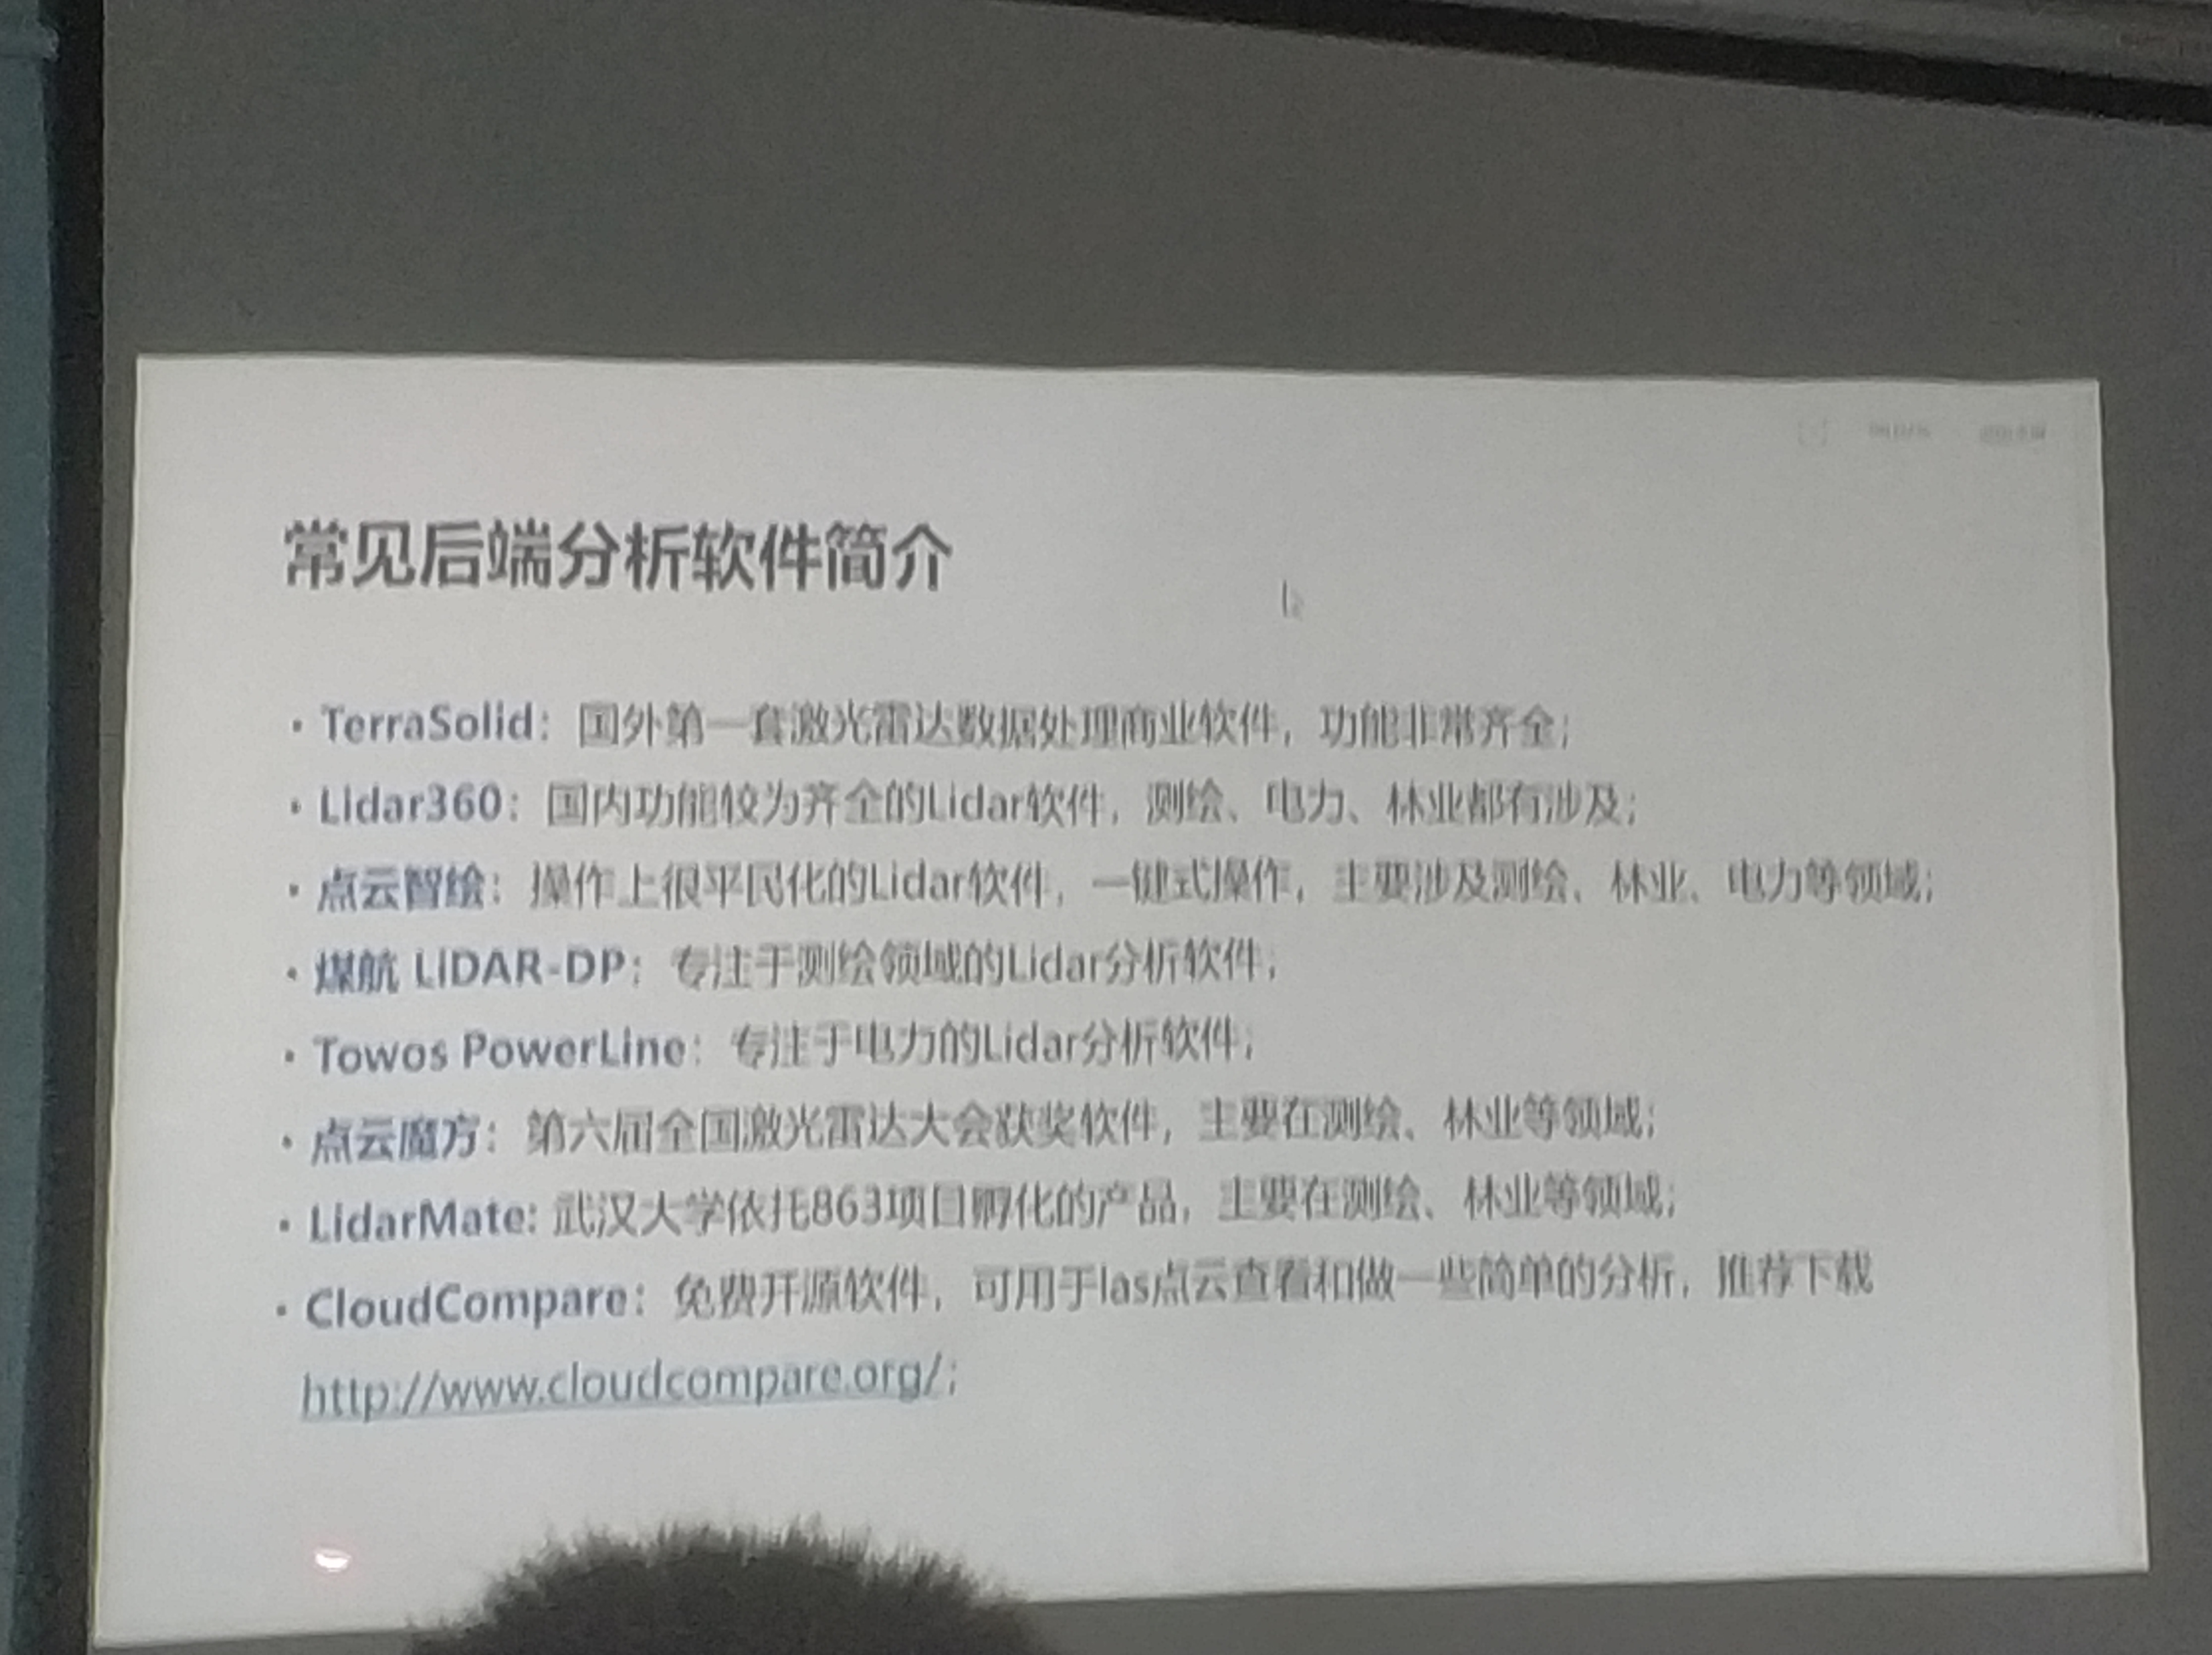 常见后端分析软件简介
• TerraSolid：国外第一套激光雷达数据处理商业软件，功能非常齐全；
• Lidar360：国内功能较为齐全的Lidar软件，测绘、电力、林业都有涉及；
• 点云智绘：操作上很平民化的Lidar软件，一键式操作，主要涉及测绘、林业、电力等领域；
• 煤航 LiDAR-DP：专注于测绘领域的Lidar分析软件；
• Towos PowerLine：专注于电力的Lidar分析软件；
• 点云魔方：第六届全国激光雷达大会获奖软件，主要在测绘、林业等领域；
• LidarMate: 武汉大学依托863项目孵化的产品，主要在测绘、林业等领域；
• CloudCompare：免费开源软件，可用于las点云查看和做一些简单的分析，推荐下载
http://www.cloudcompare.org/；